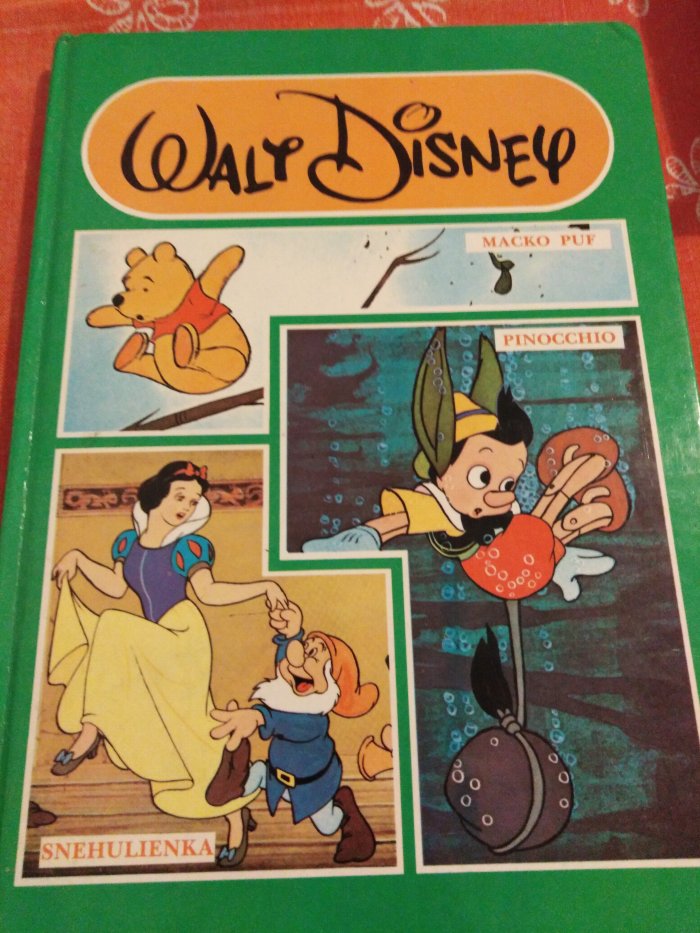 WALT DISNEY
MACKO PUF
PINOCCHIO
SNEHULIENKA